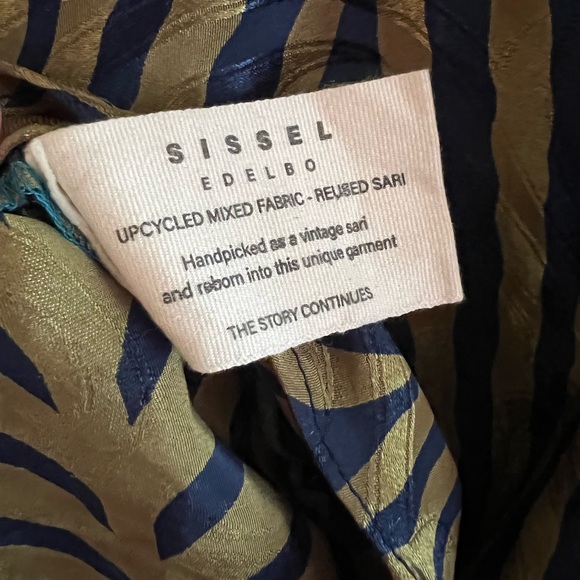 SISSEL
EDELBO
UPCYCLED MIXED FABRIC - REUSED SARI
Handpicked as a vintage sari
and reborn into this unique garment
THE STORY CONTINUES